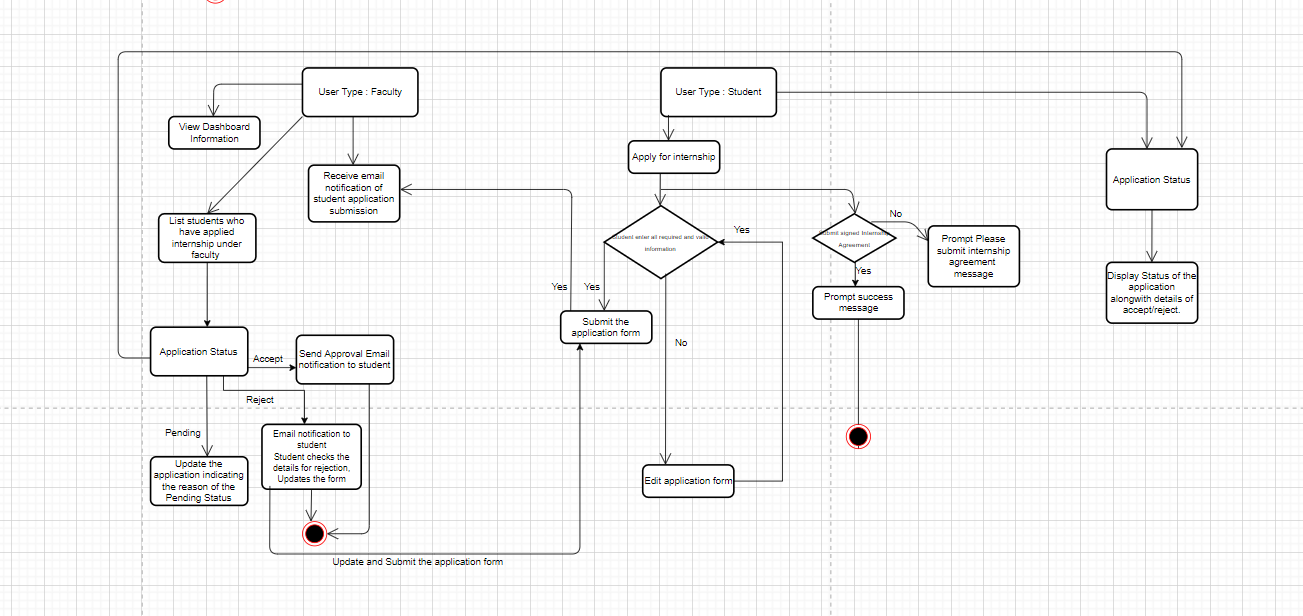 User Type : Faculty
User Type : Student
View Dashboard
Information
Apply for internship
Receive email
notification of
student application
submission
Application Status
List students who
have applied
internship under
faculty
No
Yes
student enter all required and valid
information
Submit signed Internship
Agreement
Prompt Please
submit internship
agreement
message
Yes
Display Status of the
application
alongwith details of
accept/reject.
Yes
Yes
Prompt success
message
Submit the
application form
No
Application Status
Accept
Send Approval Email
notification to student
Reject
Pending
Email notification to
student
Student checks the
details for rejection,
Updates the form
Update the
application indicating
the reason of the
Pending Status
Edit application form
Update and Submit the application form